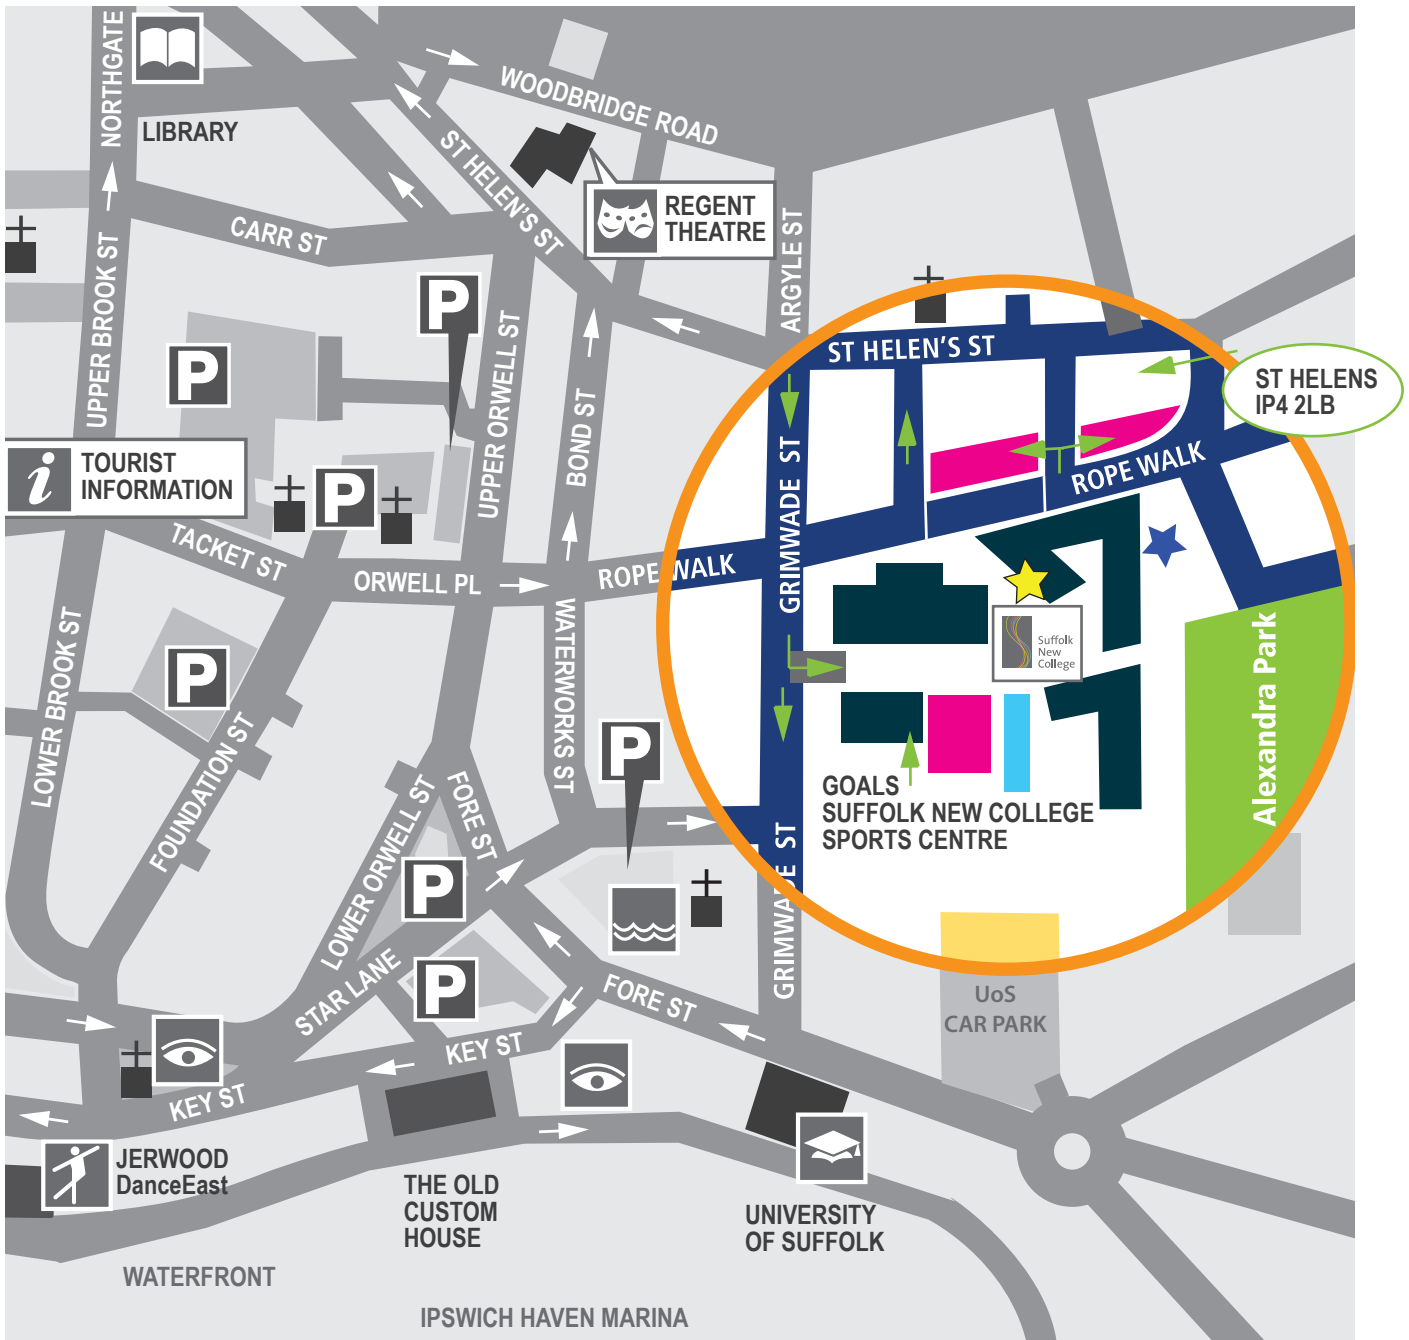 NORTHGATE
LIBRARY
WOODBRIDGE ROAD
ST HELEN'S ST
REGENT
THEATRE
CARR ST
UPPER BROOK ST
ARGYLE ST
P
P
UPPER ORWELL ST
BOND ST
ST HELEN'S ST
ST HELENS
IP4 2LB
i
TOURIST
INFORMATION
P
GRIMWADE ST
ROPE WALK
TACKET ST
ORWELL PL
ROPE WALK
Suffolk
New
College
Alexandra Park
LOWER BROOK ST
P
FOUNDATION ST
WATERWORKS ST
P
LOWER ORWELL ST
FORE ST
GOALS
SUFFOLK NEW COLLEGE
SPORTS CENTRE
GRIMWADE ST
P
STAR LANE
P
FORE ST
UoS
CAR PARK
KEY ST
KEY ST
JERWOOD
DanceEast
THE OLD
CUSTOM
HOUSE
UNIVERSITY
OF SUFFOLK
WATERFRONT
IPSWICH HAVEN MARINA